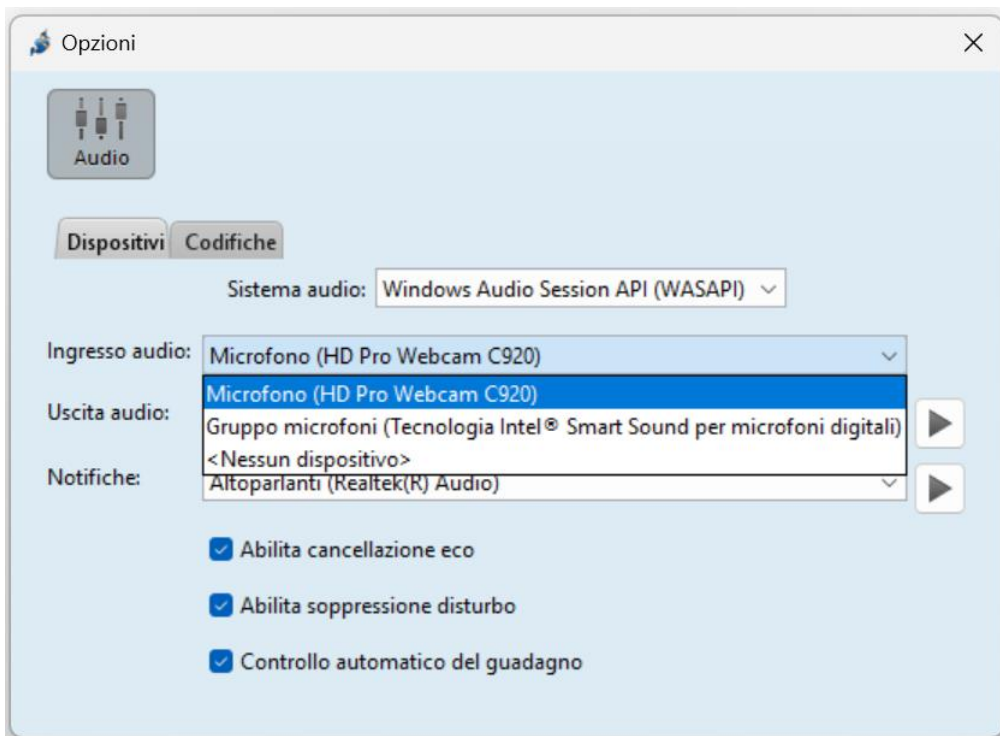 Opzioni
Audio
Dispositivi Codifiche
Sistema audio: Windows Audio Session API (WASAPI)
Ingresso audio: Microfono (HD Pro Webcam C920)
Microfono (HD Pro Webcam C920)
Uscita audio:
Gruppo microfoni (Tecnologia Intel® Smart Sound per microfoni digitali)
<Nessun dispositivo>
Notifiche: Altoparlanti (Realtek(R) Audio)
Abilita cancellazione eco
Abilita soppressione disturbo
Controllo automatico del guadagno